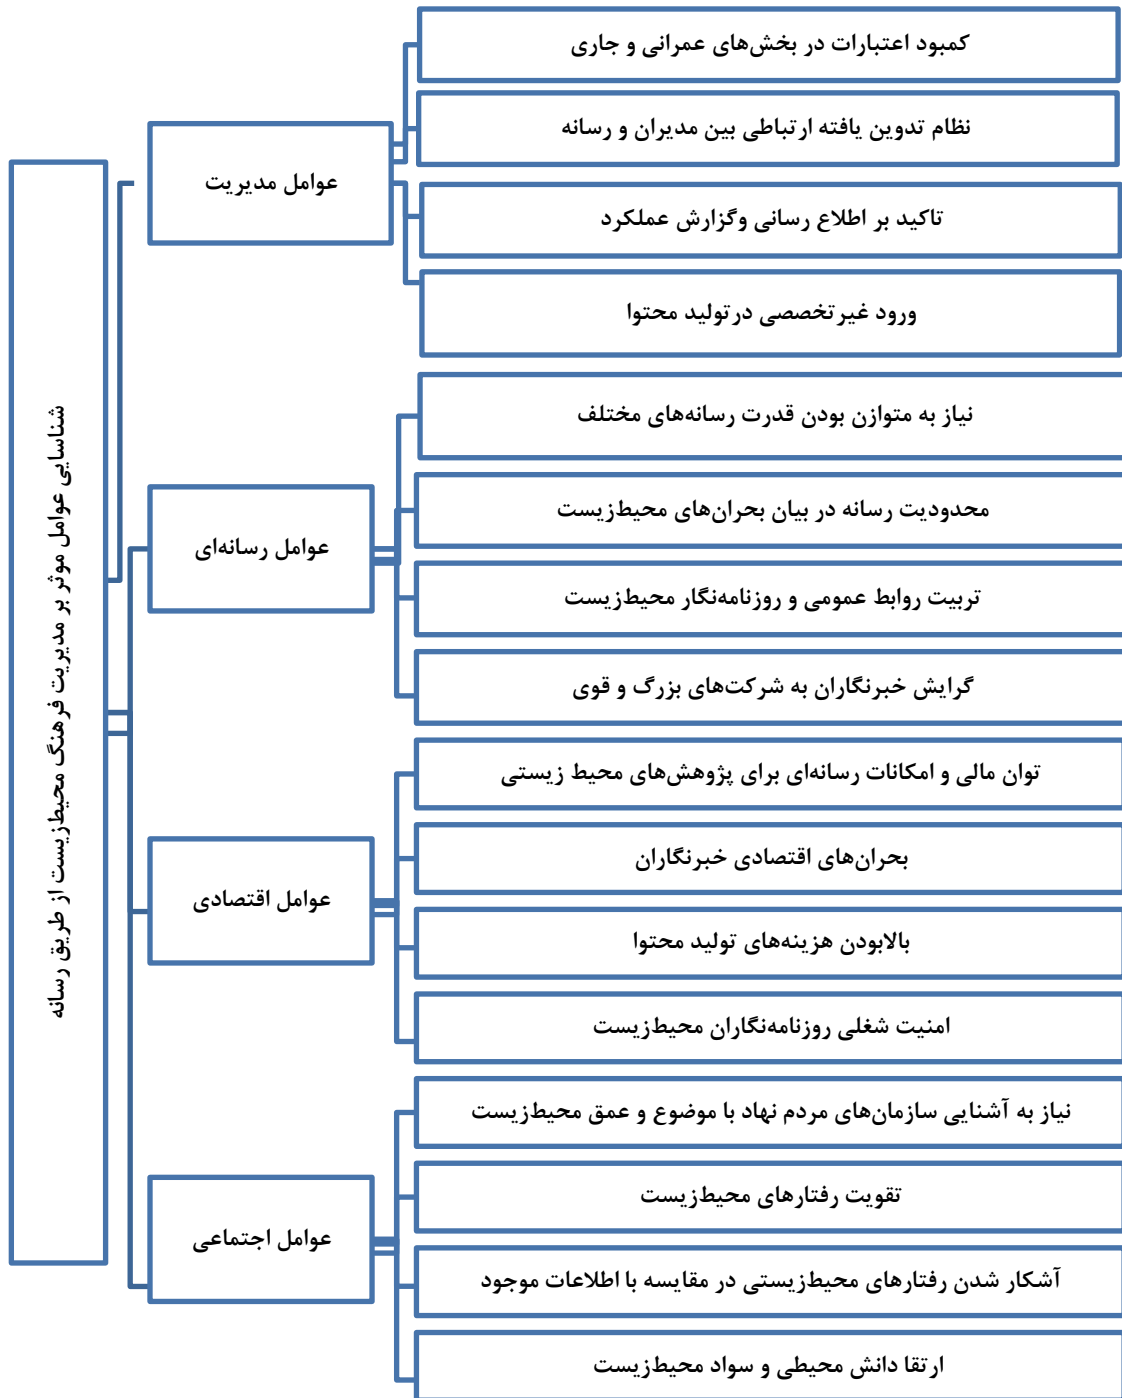 شناسایی عوامل موثر بر مدیریت فرهنگ محیط‌زیست از طریق رسانه
عوامل مدیریت
کمبود اعتبارات در بخش‌های عمرانی و جاری
نظام تدوین یافته ارتباطی بین مدیران و رسانه
تاکید بر اطلاع رسانی وگزارش عملکرد
ورود غیرتخصصی درتولید محتوا
عوامل رسانه‌ای
نیاز به متوازن بودن قدرت رسانه‌های مختلف
محدودیت رسانه در بیان بحران‌های محیط‌زیست
تربیت روابط عمومی و روزنامه‌نگار محیط‌زیست
گرایش خبرنگاران به شرکت‌های بزرگ و قوی
عوامل اقتصادی
توان مالی و امکانات رسانه‌ای برای پژوهش‌های محیط زیستی
بحران‌های اقتصادی خبرنگاران
بالابودن هزینه‌های تولید محتوا
امنیت شغلی روزنامه‌نگاران محیط‌زیست
عوامل اجتماعی
نیاز به آشنایی سازمان‌های مردم نهاد با موضوع و عمق محیط‌زیست
تقویت رفتارهای محیط‌زیست
آشکار شدن رفتارهای محیط‌زیستی در مقایسه با اطلاعات موجود
ارتقا دانش محیطی و سواد محیط‌زیست